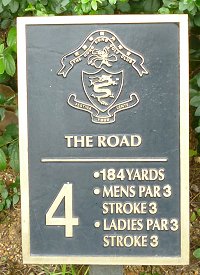 THE ROAD
4
•184 YARDS
•MENS PAR 3
STROKE 3
•LADIES PAR 3
STROKE 3